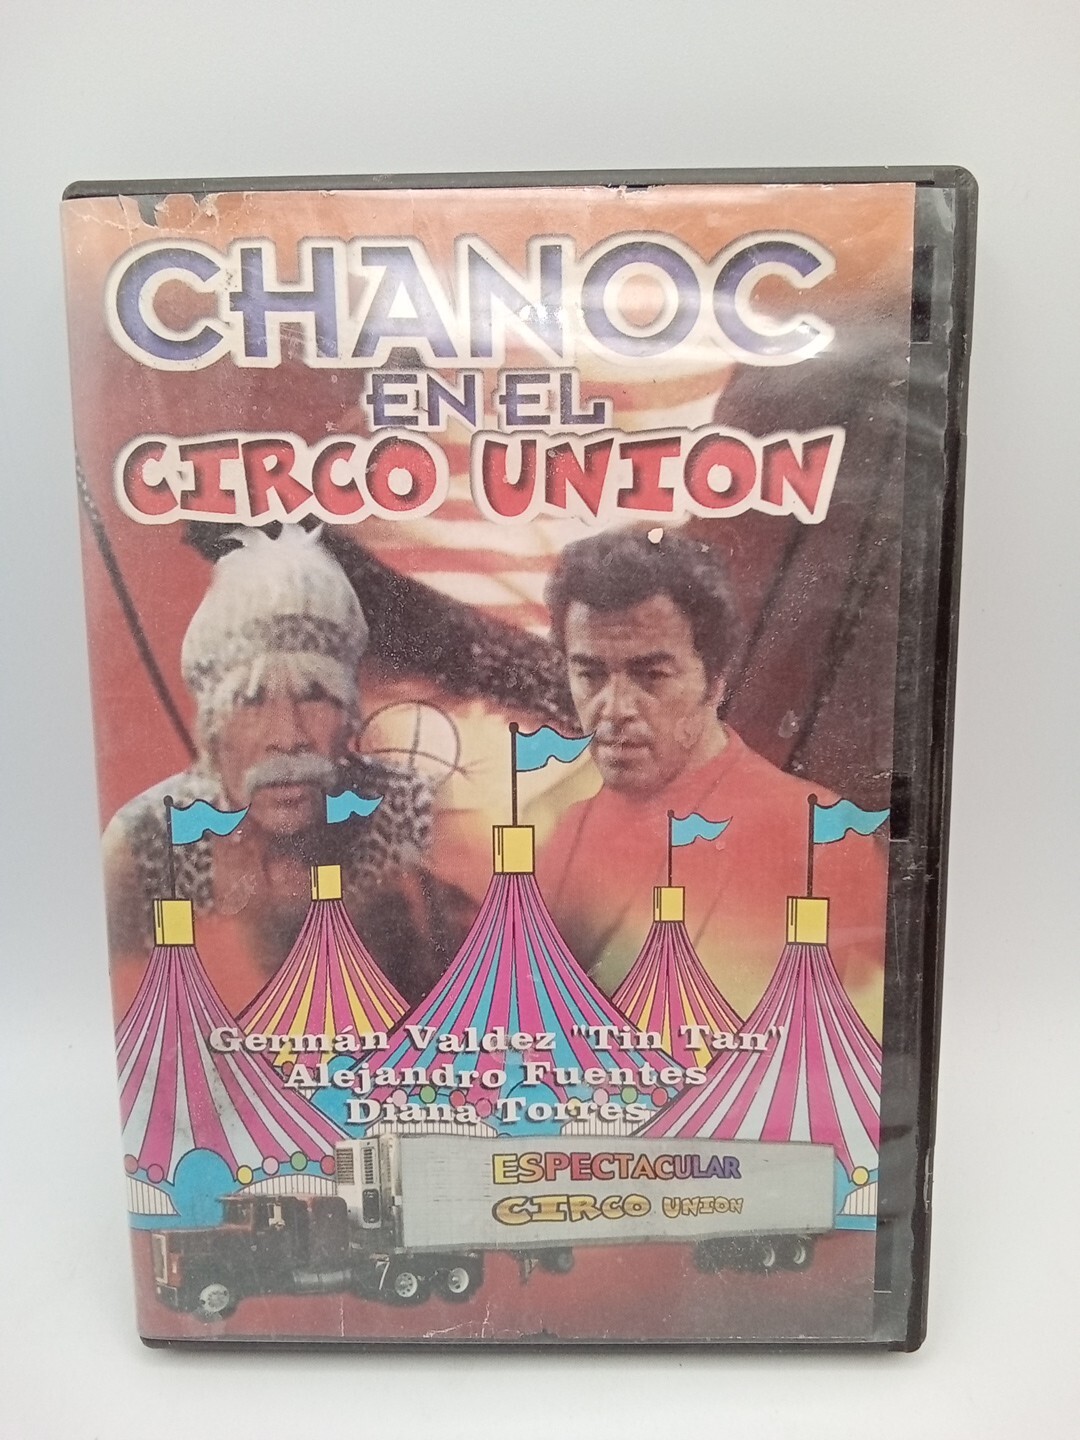 CHANOC
EN EL
CIRCO UNION
Germán Valdez "Tin Tan"
Alejandro Fuentes
Diana Torres
ESPECTACULAR
CIRCO UNION